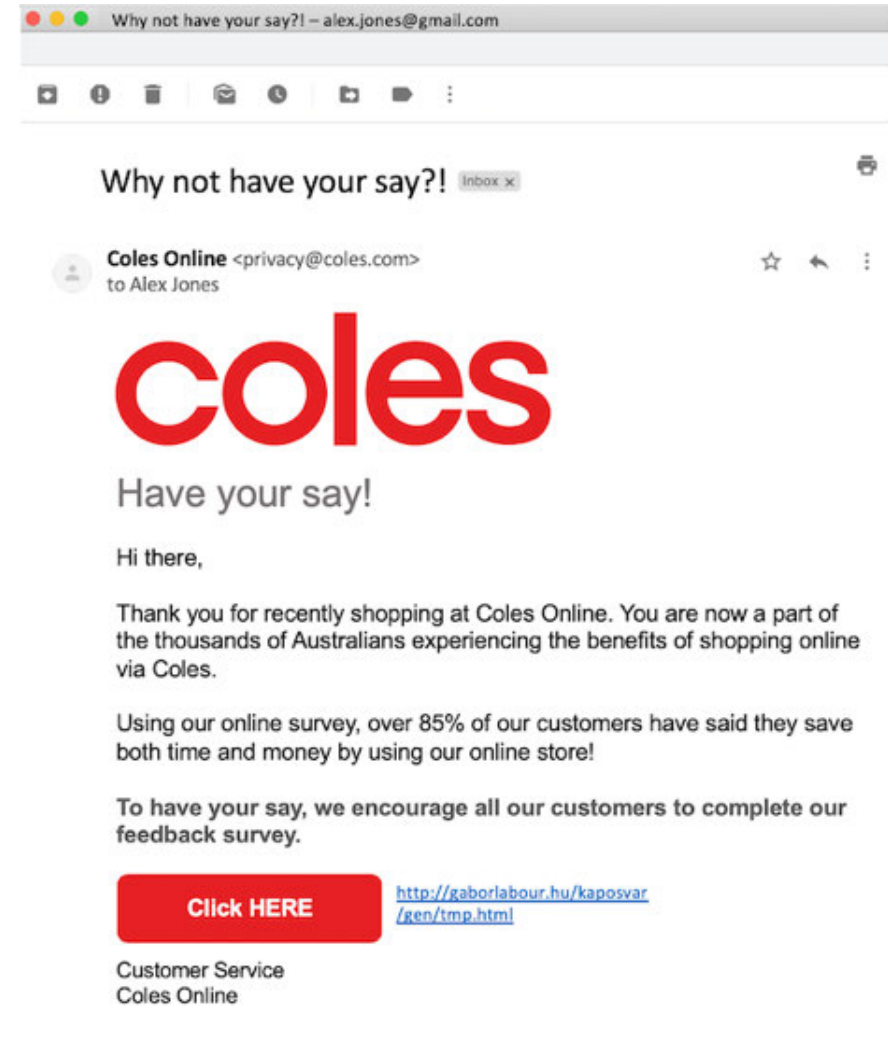 Why not have your say?! – alex.jones@gmail.com
Why not have your say?! Inbox x
Coles Online <privacy@coles.com>
to Alex Jones
coles
Have your say!
Hi there,
Thank you for recently shopping at Coles Online. You are now a part of
the thousands of Australians experiencing the benefits of shopping online
via Coles.
Using our online survey, over 85% of our customers have said they save
both time and money by using our online store!
To have your say, we encourage all our customers to complete our
feedback survey.
Click HERE
http://gaborlabour.hu/kaposvar
/gen/tmp.html
Customer Service
Coles Online